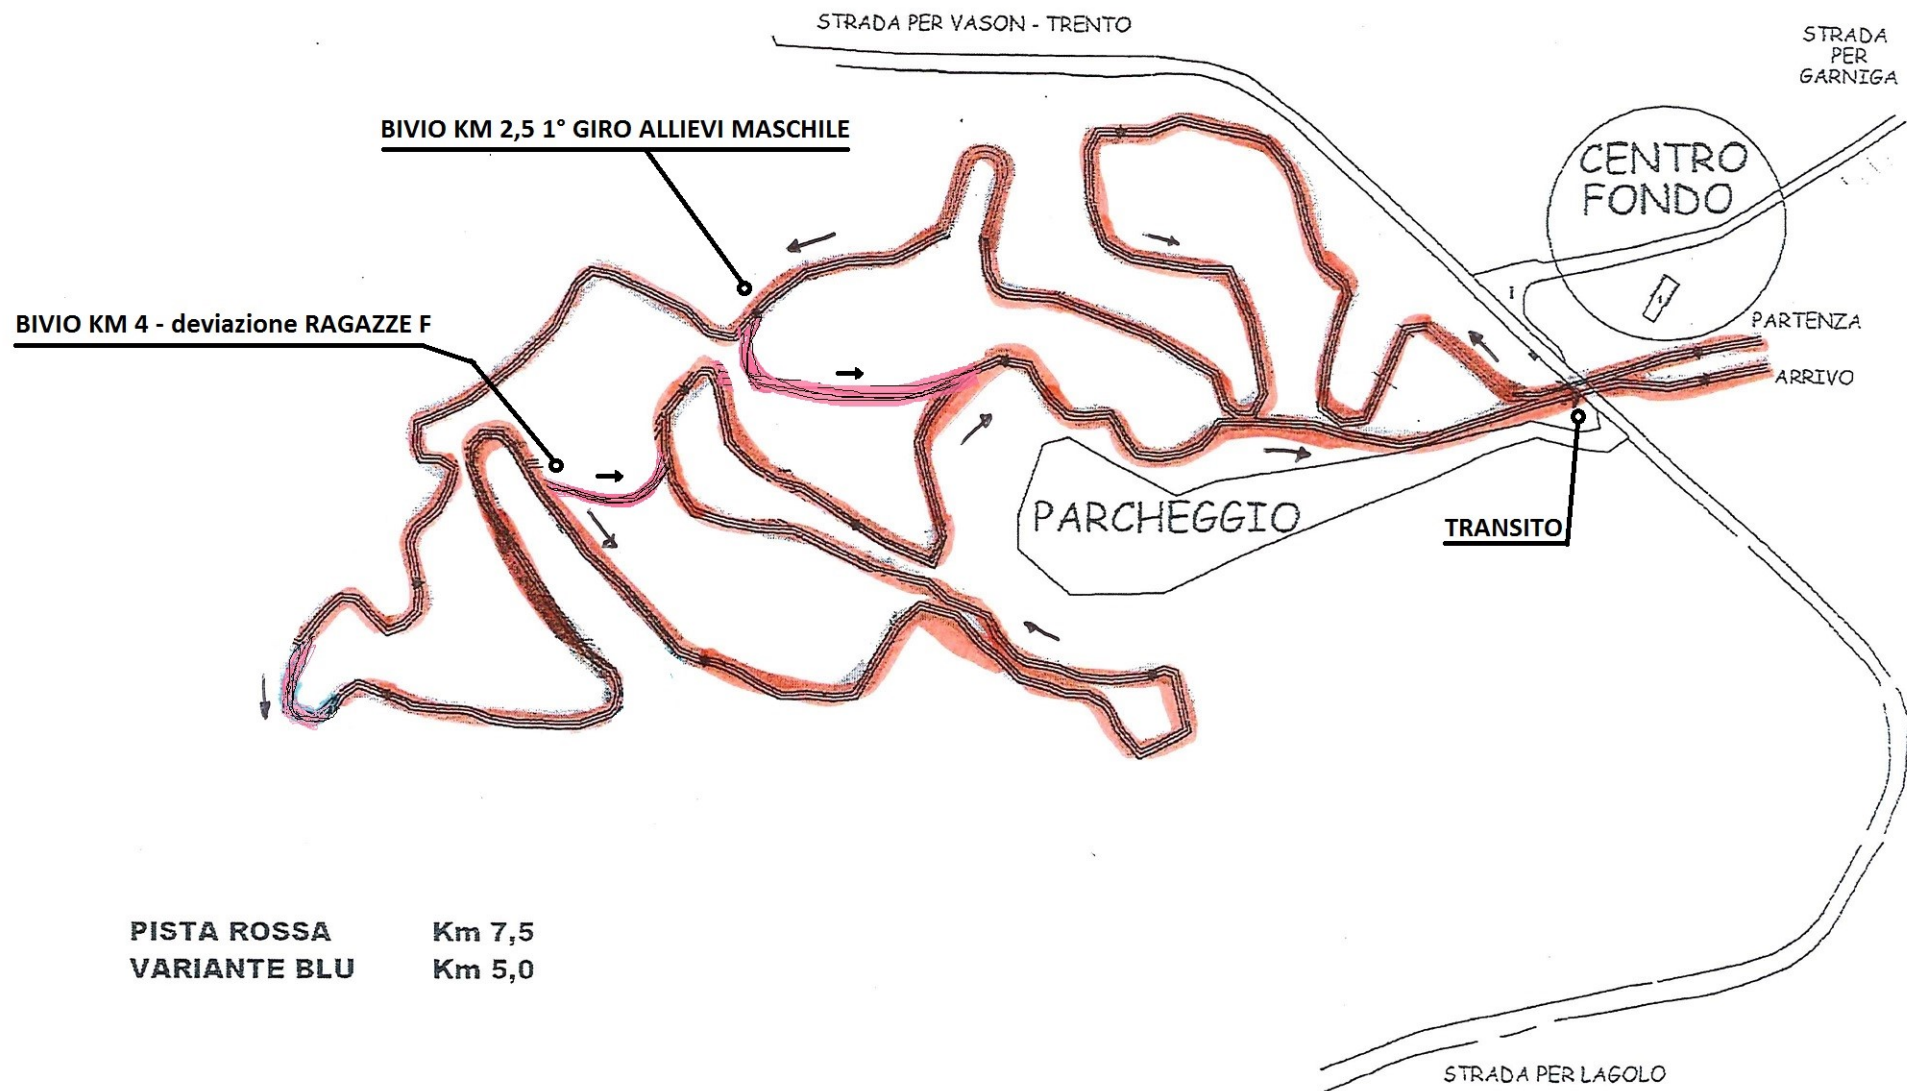 STRADA PER VASON - TRENTO
STRADA
PER
GARNIGA
BIVIO KM 2,5 1° GIRO ALLIEVI MASCHILE
CENTRO
FONDO
BIVIO KM 4 - deviazione RAGAZZE F
PARTENZA
ARRIVO
PARCHEGGIO
TRANSITO
PISTA ROSSA Km 7,5
VARIANTE BLU Km 5,0
STRADA PER LAGOLO